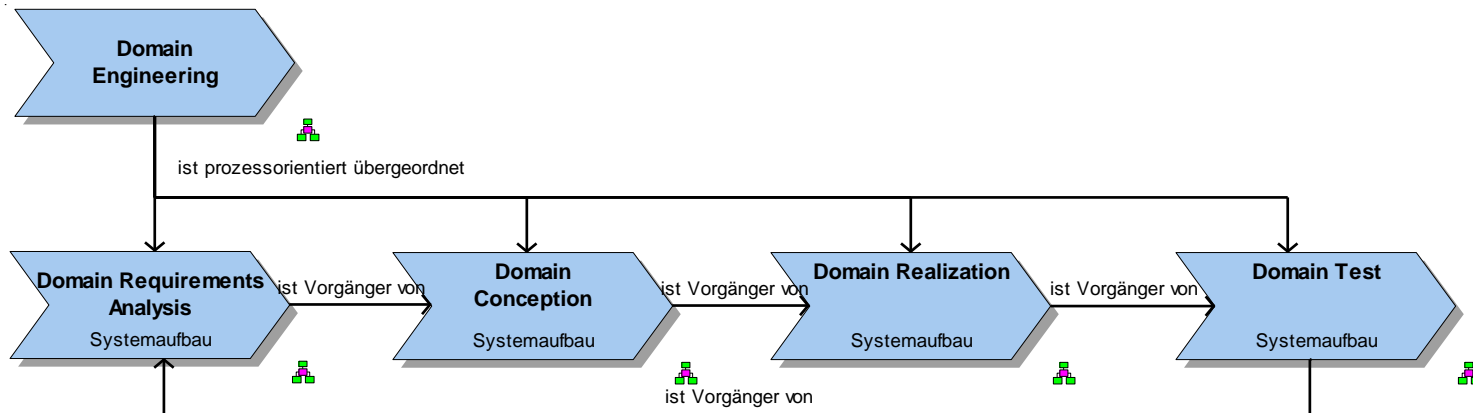 Domain
Engineering
ist prozessorientiert übergeordnet
Domain Requirements
Analysis
Systemaufbau
ist Vorgänger von
Domain
Conception
Systemaufbau
ist Vorgänger von
Domain Realization
Systemaufbau
ist Vorgänger von
Domain Test
Systemaufbau
ist Vorgänger von